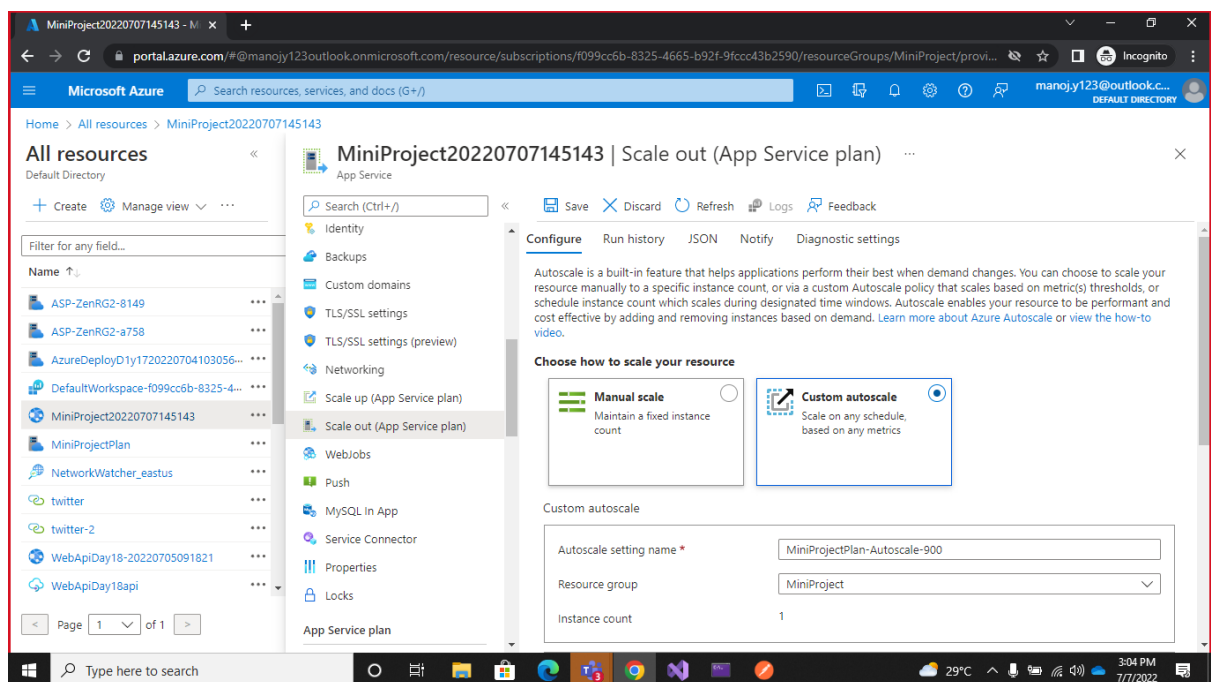 MiniProject20220707145143 - Mi
portal.azure.com/#@manojy123outlook.onmicrosoft.com/resource/subscriptions/f099cc6b-8325-4665-b92f-9fccc43b2590/resourceGroups/MiniProject/provi...
Incognito
Microsoft Azure
Search resources, services, and docs (G+/)
manoj.y123@outlook.c...
DEFAULT DIRECTORY
Home > All resources > MiniProject20220707145143
All resources
Default Directory
+ Create
Manage view
...
Filter for any field...
Name ↑↓
ASP-ZenRG2-8149
ASP-ZenRG2-a758
AzureDeployD1y1720220704103056...
DefaultWorkspace-f099cc6b-8325-4...
MiniProject20220707145143
MiniProjectPlan
NetworkWatcher_eastus
twitter
twitter-2
WebApiDay18-20220705091821
WebApiDay18api
< Page 1 of 1 >
MiniProject20220707145143 | Scale out (App Service plan) ...
App Service
Search (Ctrl+/)
Identity
Backups
Custom domains
TLS/SSL settings
TLS/SSL settings (preview)
Networking
Scale up (App Service plan)
Scale out (App Service plan)
WebJobs
Push
MySQL In App
Service Connector
Properties
Locks
App Service plan
Save Discard Refresh Logs Feedback
Configure Run history JSON Notify Diagnostic settings
Autoscale is a built-in feature that helps applications perform their best when demand changes. You can choose to scale your
resource manually to a specific instance count, or via a custom Autoscale policy that scales based on metric(s) thresholds, or
schedule instance count which scales during designated time windows. Autoscale enables your resource to be performant and
cost effective by adding and removing instances based on demand. Learn more about Azure Autoscale or view the how-to
video.
Choose how to scale your resource
Manual scale
Maintain a fixed instance
count
Custom autoscale
Scale on any schedule,
based on any metrics
Custom autoscale
Autoscale setting name * MiniProjectPlan-Autoscale-900
Resource group MiniProject
Instance count 1
Type here to search
29°C
3:04 PM
7/7/2022